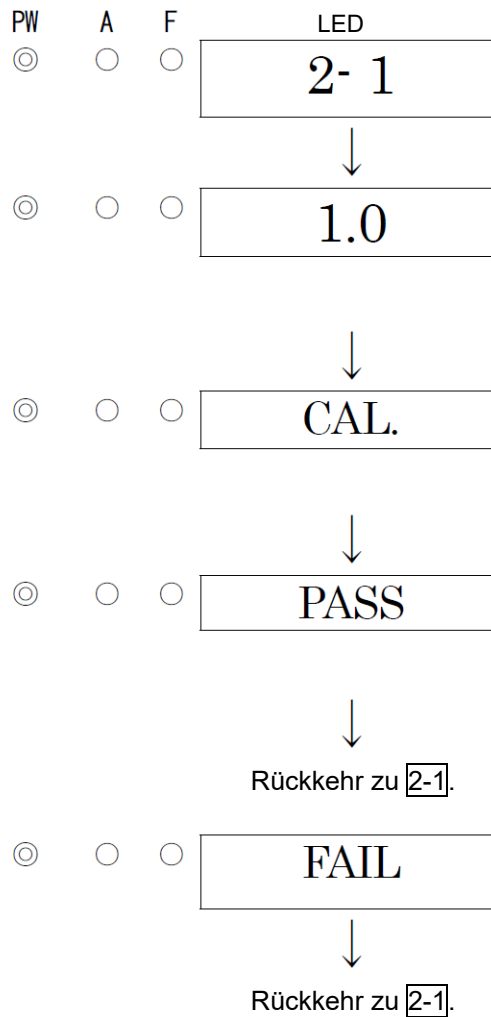 PW A F LED
2- 1
1.0
CAL.
PASS
Rückkehr zu 2-1.
FAIL
Rückkehr zu 2-1.